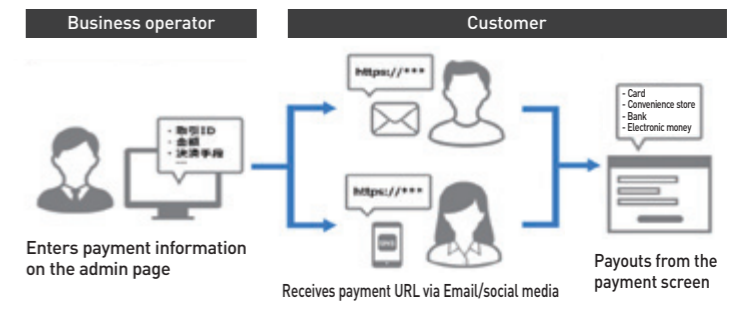 Business operator
Customer
https://***
- Card
- Convenience store
- Bank
- Electronic money
- 取引ID
- 金額
- 決済手段
https://***
SNS
Enters payment information
on the admin page
Receives payment URL via Email/social media
Payouts from the
payment screen